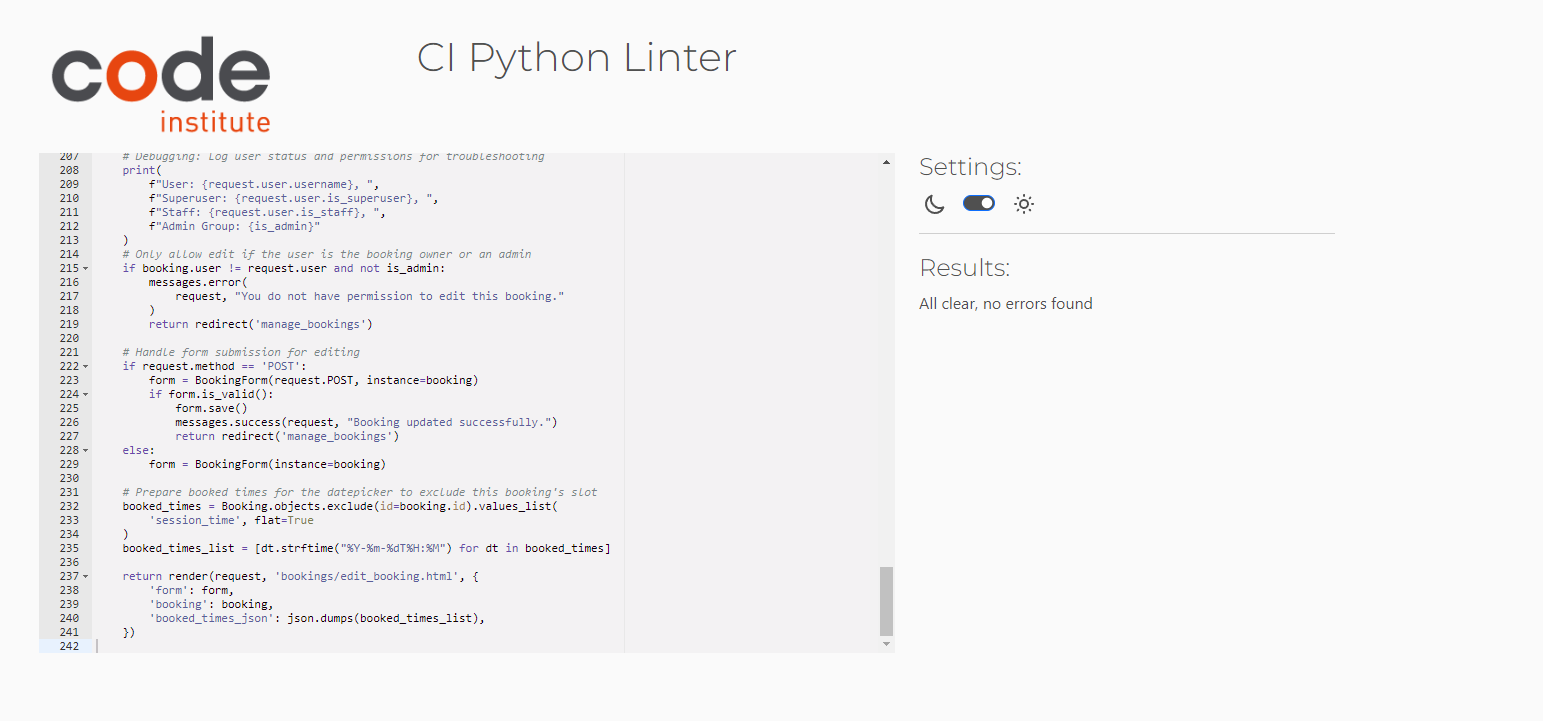 code
institute
CI Python Linter
207 # Debugging: Log user status and permissions for troubleshooting
208 print(
209 f"User: {request.user.username}, ",
210 f"Superuser: {request.user.is_superuser}, ",
211 f"Staff: {request.user.is_staff}, ",
212 f"Admin Group: {is_admin}"
213 )
214 # Only allow edit if the user is the booking owner or an admin
215 if booking.user != request.user and not is_admin:
216 messages.error(
217 request, "You do not have permission to edit this booking."
218 )
219 return redirect('manage_bookings')
220
221 # Handle form submission for editing
222 if request.method == 'POST':
223 form = BookingForm(request.POST, instance=booking)
224 if form.is_valid():
225 form.save()
226 messages.success(request, "Booking updated successfully.")
227 return redirect('manage_bookings')
228 else:
229 form = BookingForm(instance=booking)
230
231 # Prepare booked times for the datepicker to exclude this booking's slot
232 booked_times = Booking.objects.exclude(id=booking.id).values_list(
233 'session_time', flat=True
234 )
235 booked_times_list = [dt.strftime("%Y-%m-%dT%H:%M") for dt in booked_times]
236
237 return render(request, 'bookings/edit_booking.html', {
238 'form': form,
239 'booking': booking,
240 'booked_times_json': json.dumps(booked_times_list),
241 })
242
Settings:
Results:
All clear, no errors found